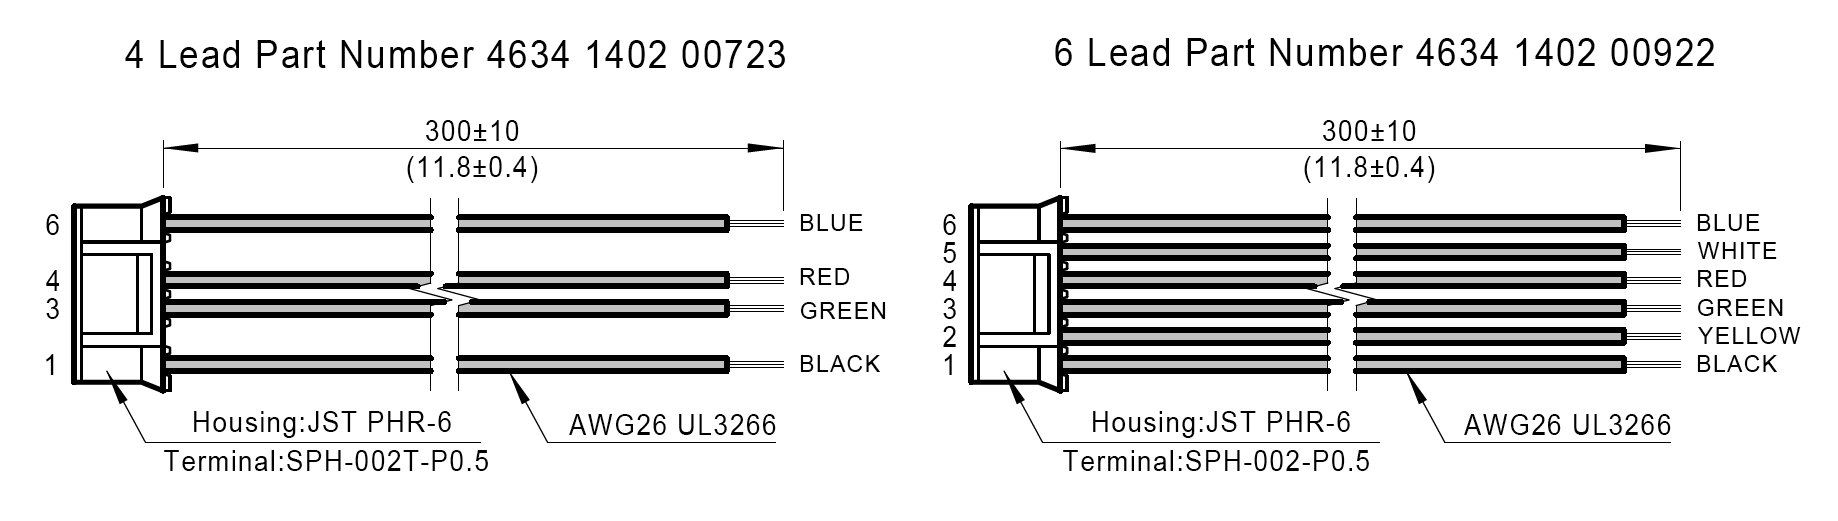 4 Lead Part Number 4634 1402 00723
300±10
(11.8±0.4)
6 BLUE
4 RED
3 GREEN
1 BLACK
Housing:JST PHR-6
Terminal:SPH-002T-P0.5
AWG26 UL3266
6 Lead Part Number 4634 1402 00922
300±10
(11.8±0.4)
6 BLUE
5 WHITE
4 RED
3 GREEN
2 YELLOW
1 BLACK
Housing:JST PHR-6
Terminal:SPH-002-P0.5
AWG26 UL3266